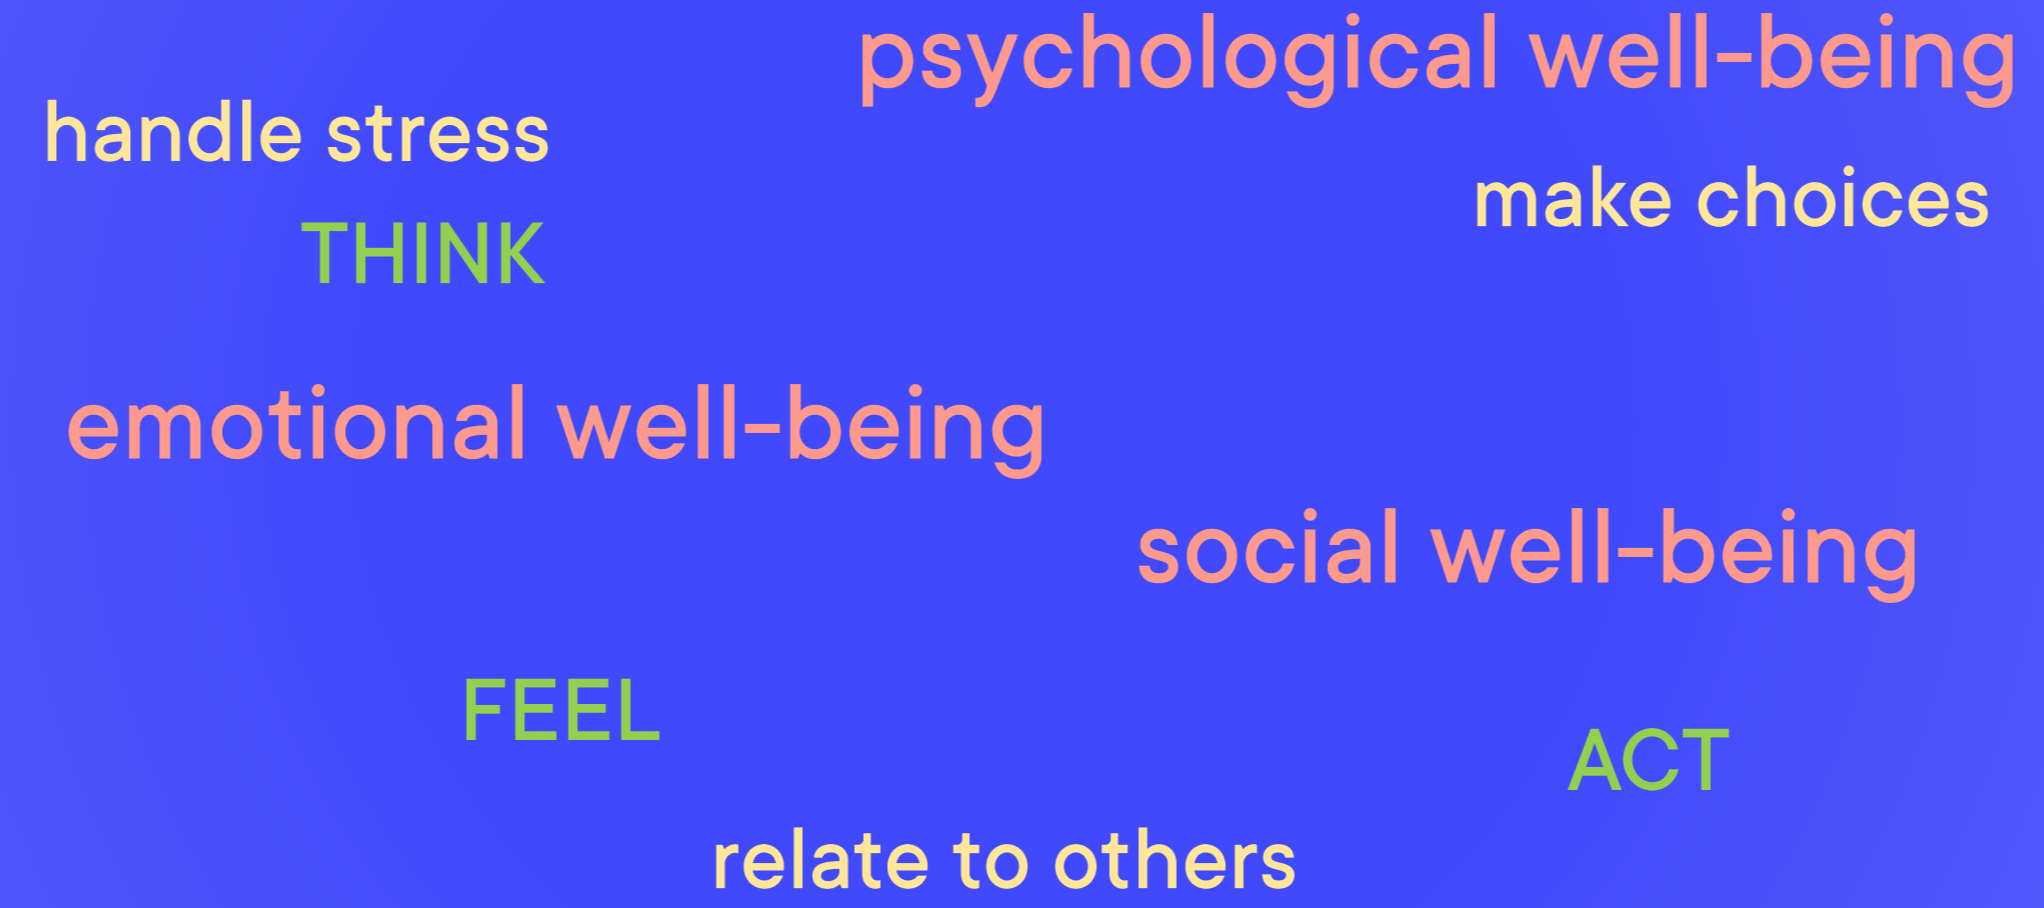 psychological well-being
handle stress
make choices
THINK
emotional well-being
social well-being
FEEL
ACT
relate to others